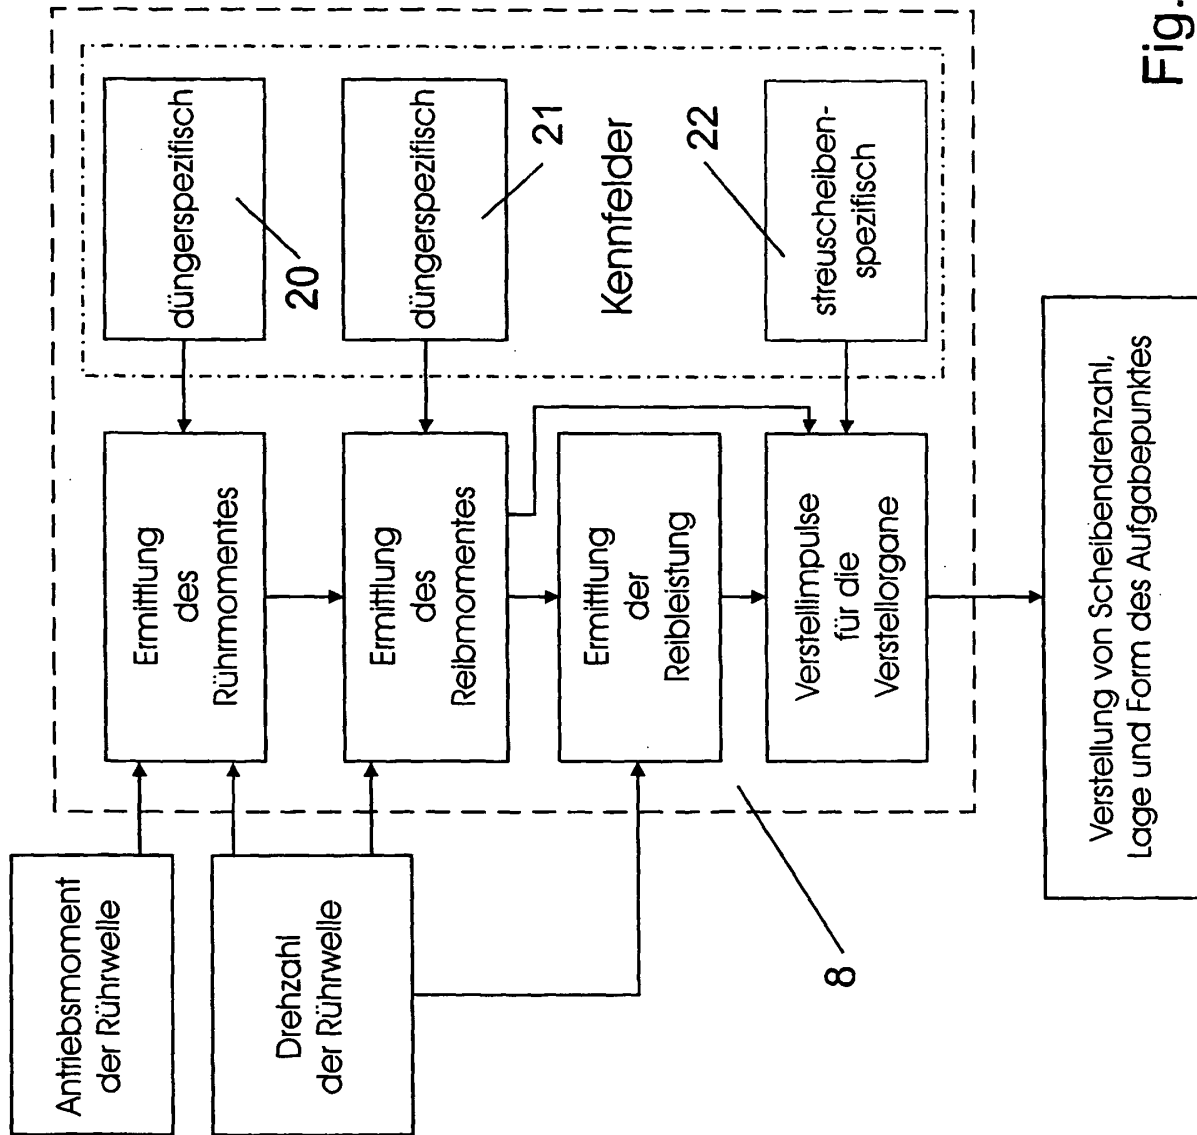 Antriebsmoment
der Rührwelle
Drehzahl
der Rührwelle
8
Ermittlung
des
Rührmomentes
Ermittlung
des
Reibmomentes
Ermittlung
der
Reibleistung
Verstellimpulse
für die
Verstellorgane
düngerspezifisch
20
düngerspezifisch
21
Kennfelder
22
streuscheiben-
spezifisch
Verstellung von Scheibendrehzahl,
Lage und Form des Aufgabepunktes
Fig.